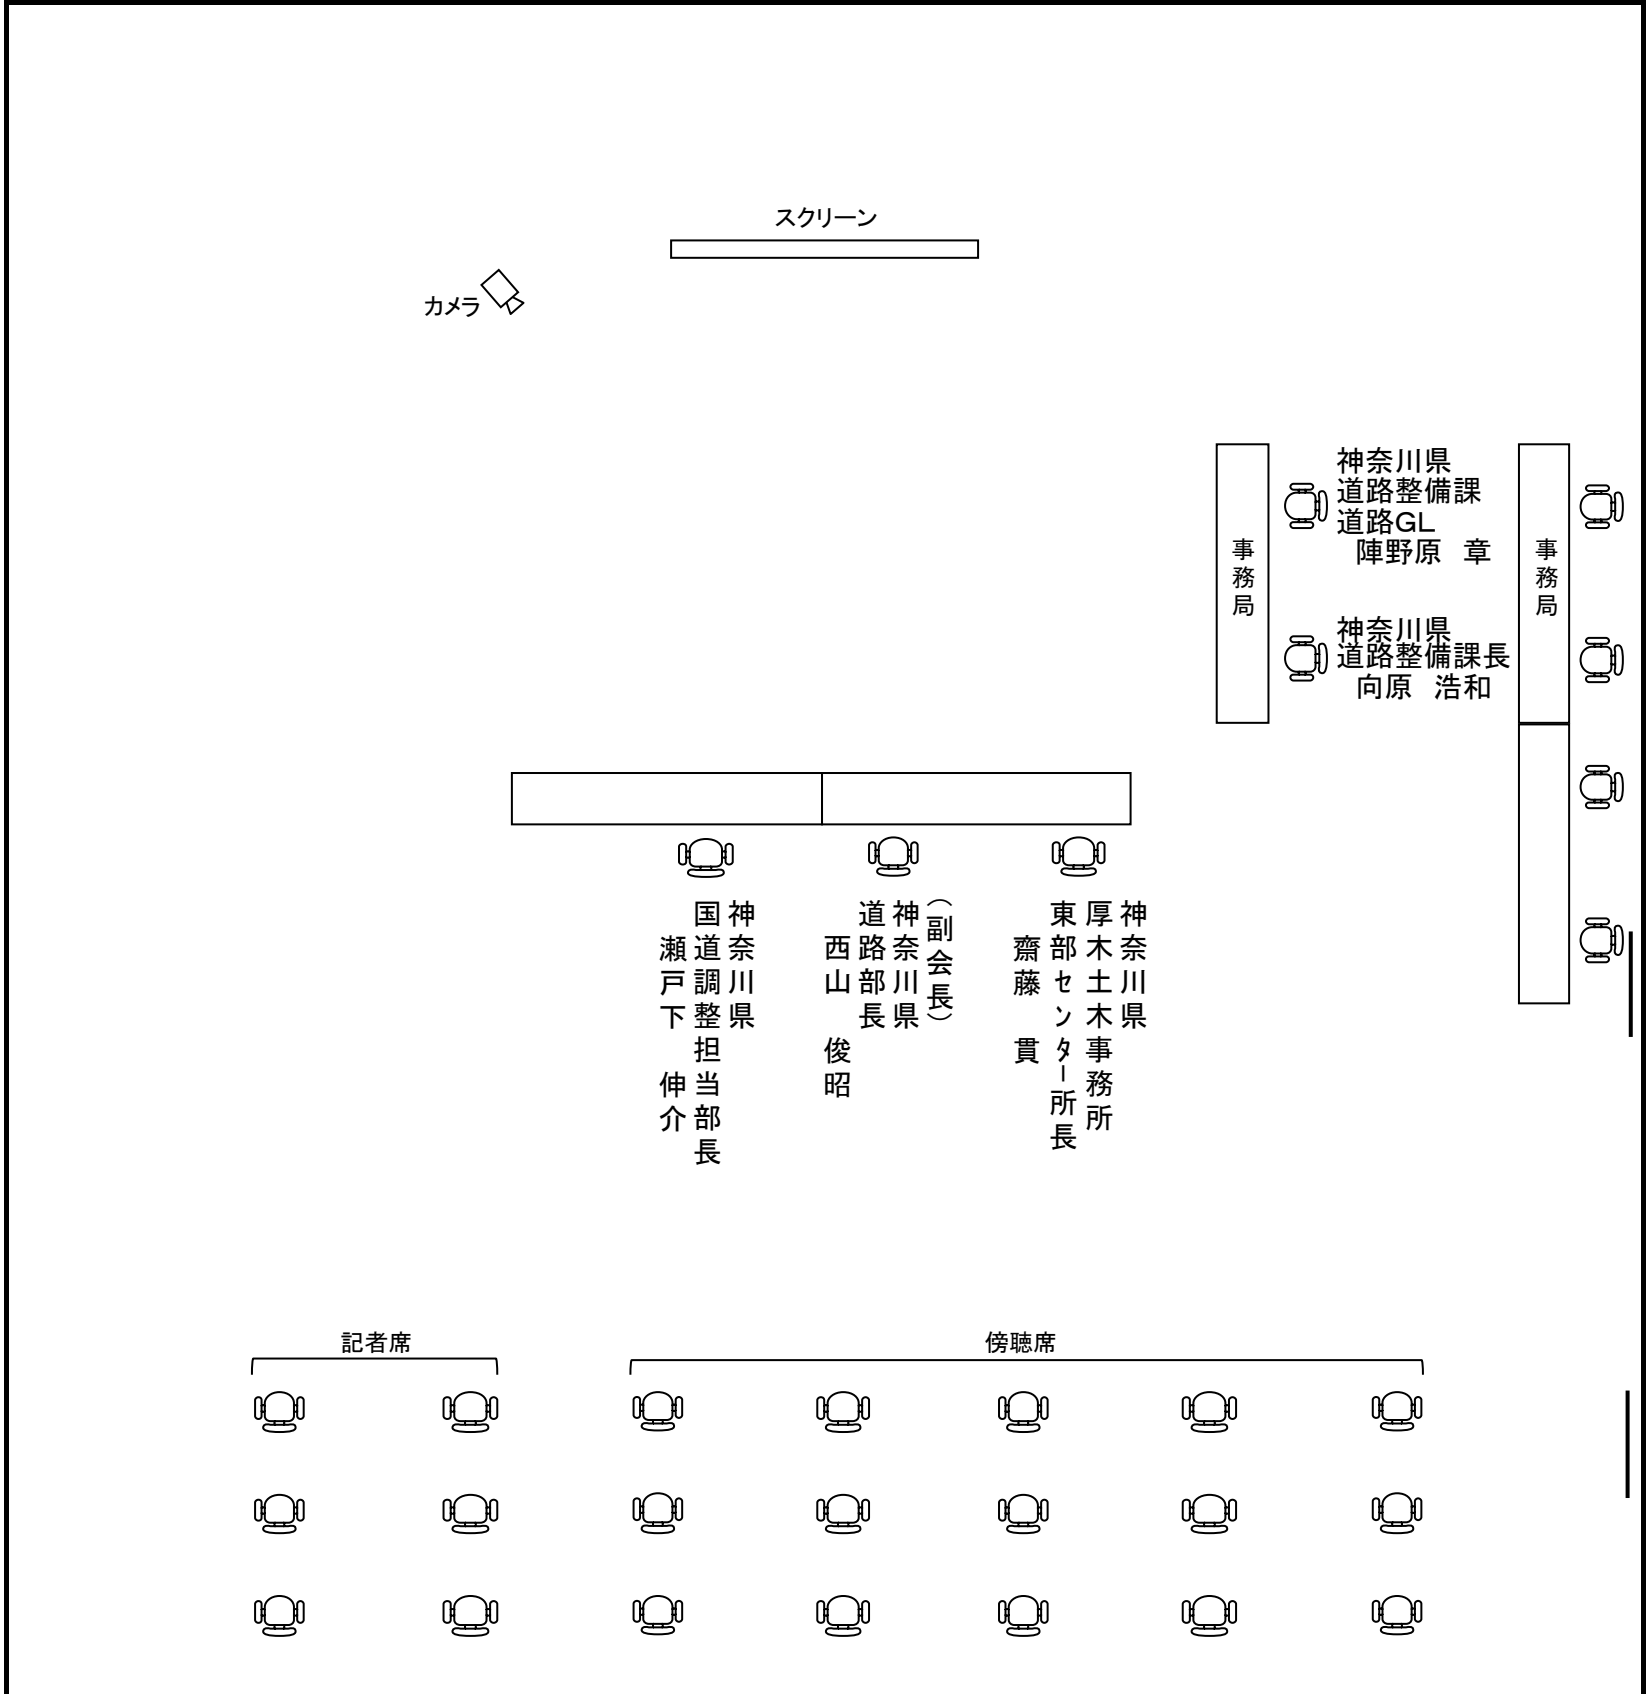 スクリーン
カメラ
神奈川県
道路整備課
道路GL
陣野原　章
事務局
事務局
神奈川県
道路整備課長
向原　浩和
神奈川県
厚木土木事務所
東部ｾﾝﾀｰ所長
齋藤　貫
（副会長）
神奈川県
道路部長
西山　俊昭
神奈川県
国道調整担当部長
瀬戸下　伸介
記者席
傍聴席